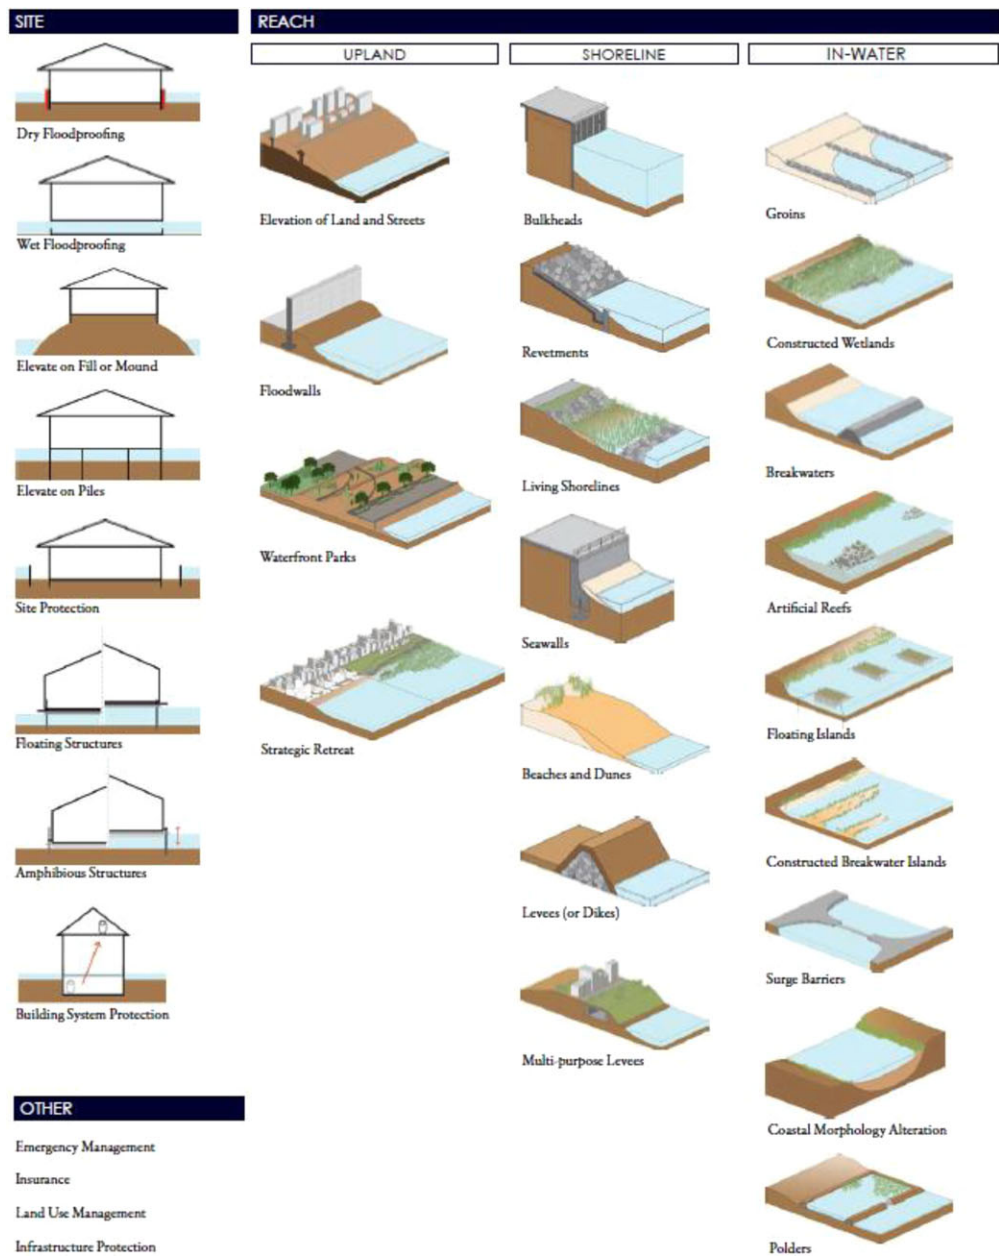 SITE
Dry Floodproofing
Wet Floodproofing
Elevate on Fill or Mound
Elevate on Piles
Site Protection
Floating Structures
Amphibious Structures
Building System Protection
OTHER
Emergency Management
Insurance
Land Use Management
Infrastructure Protection
REACH
UPLAND
Elevation of Land and Streets
Floodwalls
Waterfront Parks
Strategic Retreat
SHORELINE
Bulkheads
Revetments
Living Shorelines
Seawalls
Beaches and Dunes
Levees (or Dikes)
Multi-purpose Levees
IN-WATER
Groins
Constructed Wetlands
Breakwaters
Artificial Reefs
Floating Islands
Constructed Breakwater Islands
Surge Barriers
Coastal Morphology Alteration
Polders